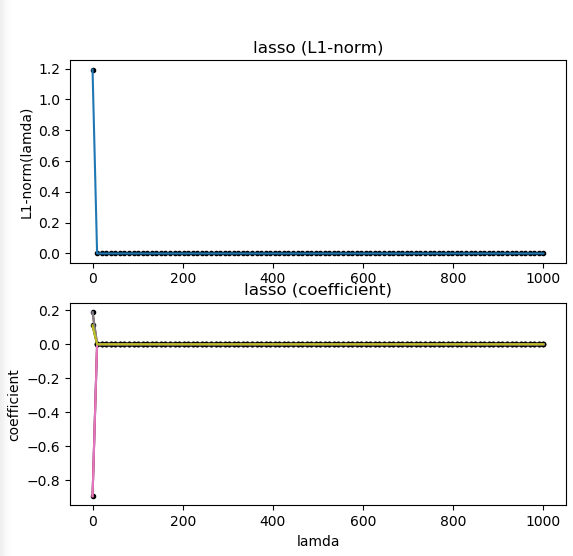 lasso (L1-norm)
L1-norm(lamda)
1.2
1.0
0.8
0.6
0.4
0.2
0.0
0 200 400 600 800 1000
lasso (coefficient)
coefficient
0.2
0.0
−0.2
−0.4
−0.6
−0.8
0 200 400 600 800 1000
lamda